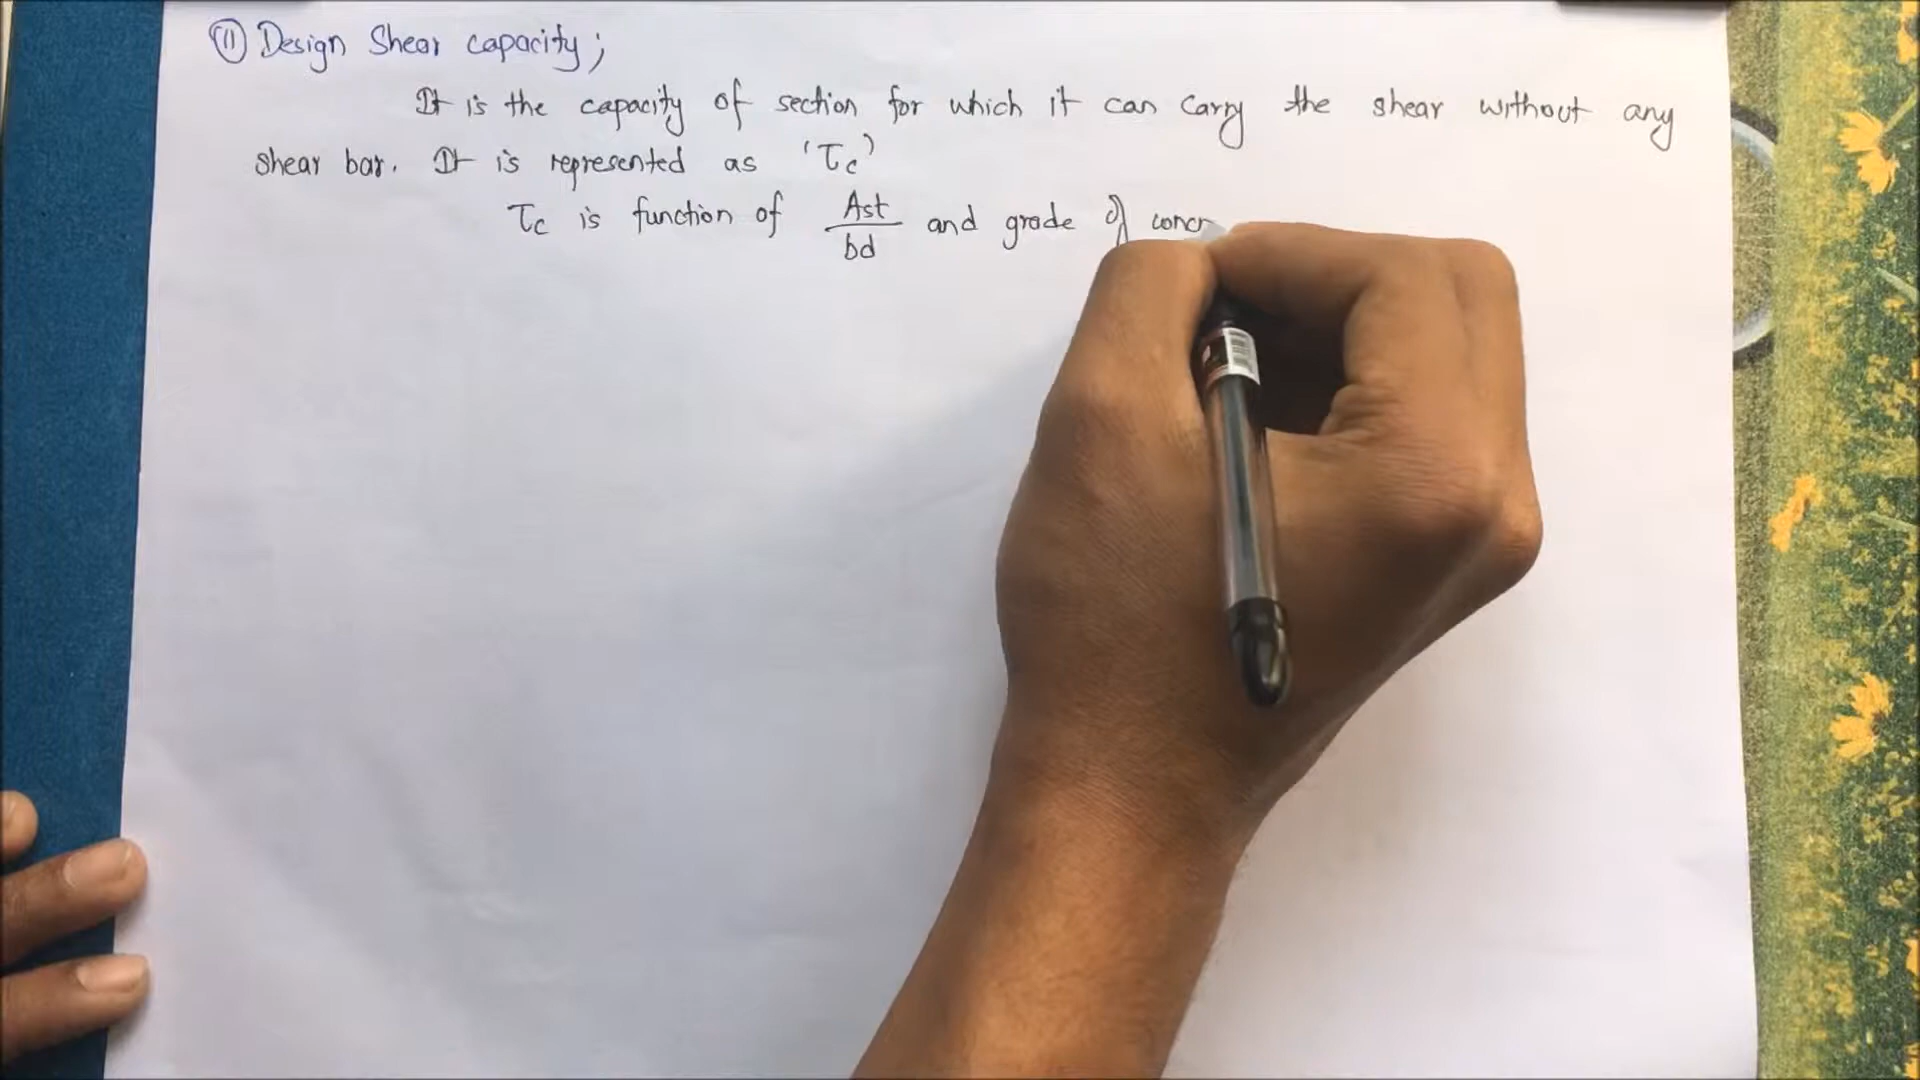 (11) Design Shear capacity;
It is the capacity of section for which it can carry the shear without any
shear bar. It is represented as 'τc'
τc is function of Ast/bd and grade of concr